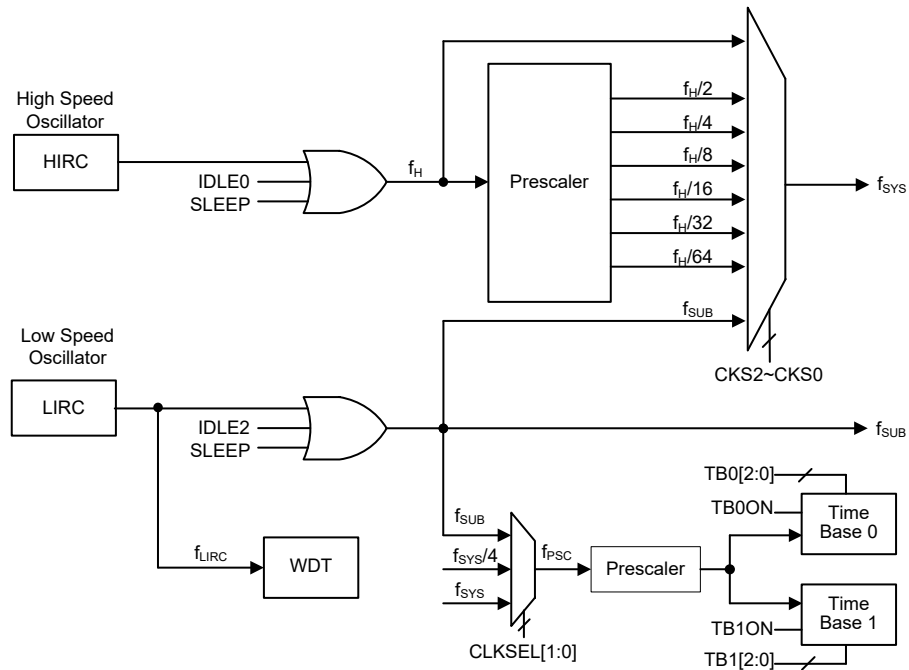 High Speed
Oscillator
HIRC
IDLE0
SLEEP
fH
Prescaler
fH/2
fH/4
fH/8
fH/16
fH/32
fH/64
fSUB
fSYS
CKS2~CKS0
Low Speed
Oscillator
LIRC
IDLE2
SLEEP
fSUB
fLIRC
WDT
fSUB
fSYS/4
fSYS
fPSC
CLKSEL[1:0]
Prescaler
TB0[2:0]
TB0ON
Time
Base 0
Time
Base 1
TB1ON
TB1[2:0]